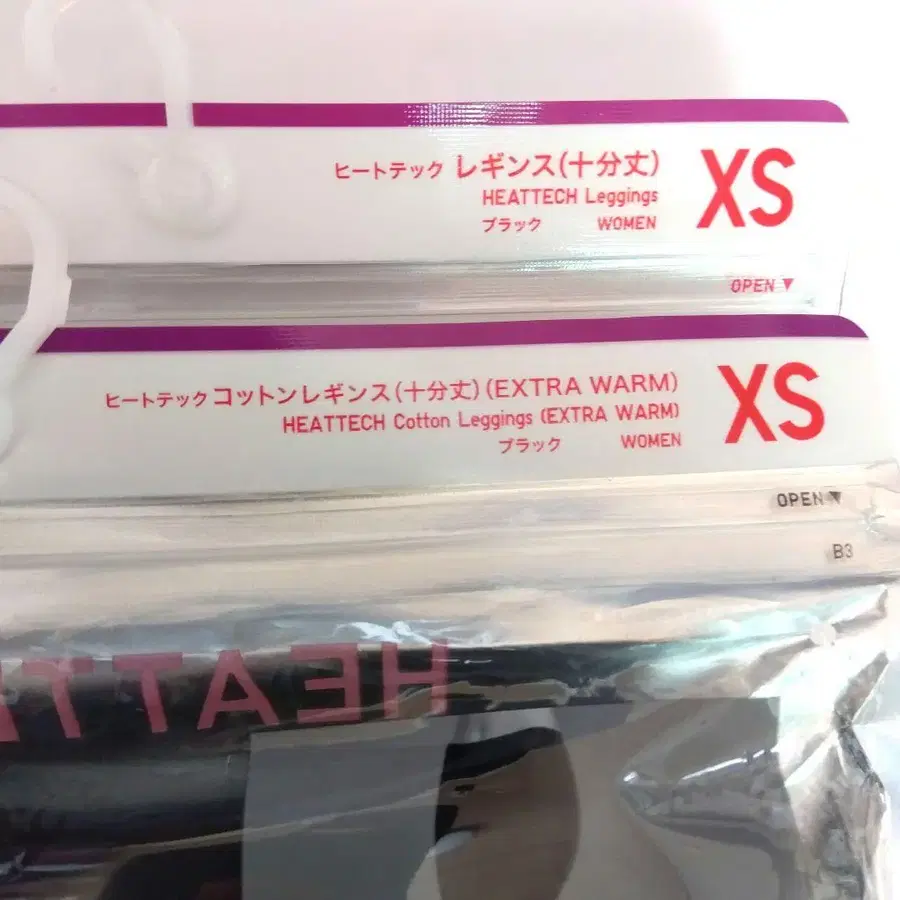 ヒートテック レギンス(十分丈) XS
HEATTECH Leggings
ブラック WOMEN
OPEN▼
ヒートテック コットンレギンス(十分丈)(EXTRA WARM) XS
HEATTECH Cotton Leggings (EXTRA WARM)
ブラック WOMEN
OPEN▼
B3
HEATT